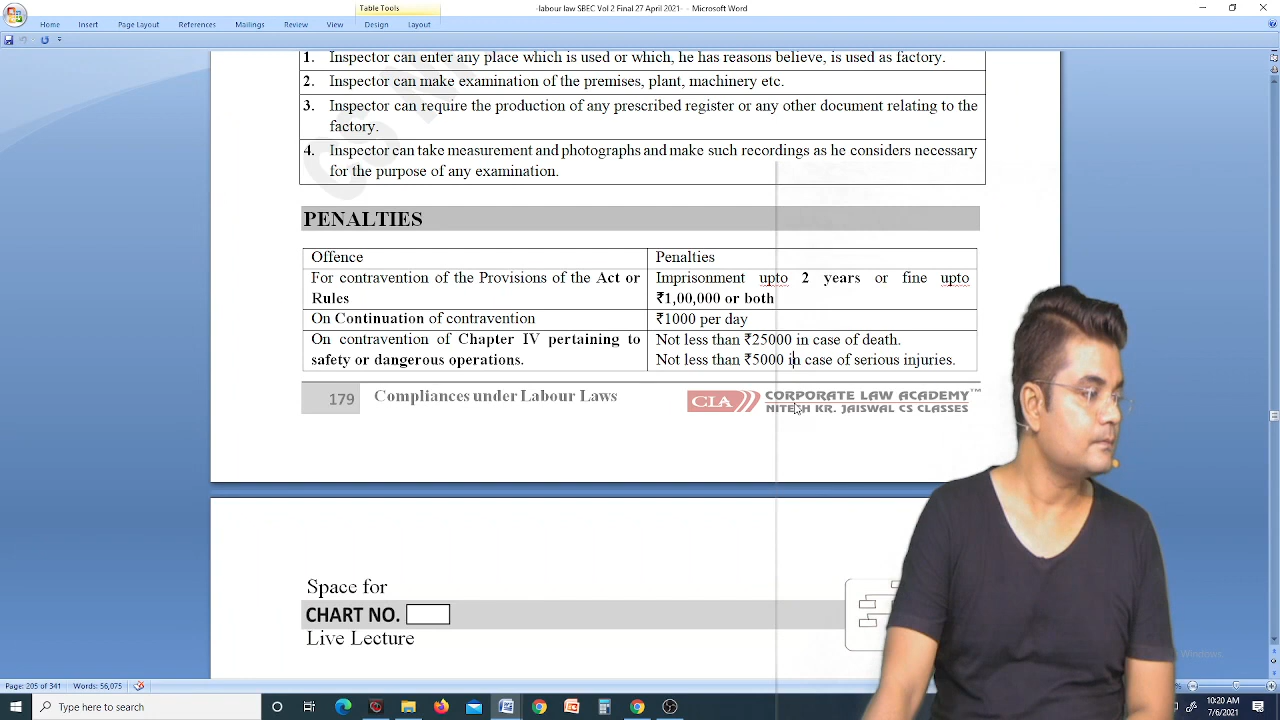 Table Tools
-labour law SBEC Vol 2 Final 27 April 2021- - Microsoft Word
Home Insert Page Layout References Mailings Review View Design Layout
1. Inspector can enter any place which is used or which, he has reasons believe, is used as factory.
2. Inspector can make examination of the premises, plant, machinery etc.
3. Inspector can require the production of any prescribed register or any other document relating to the
factory.
4. Inspector can take measurement and photographs and make such recordings as he considers necessary
for the purpose of any examination.
PENALTIES
Offence Penalties
For contravention of the Provisions of the Act or Imprisonment upto 2 years or fine upto
Rules ₹1,00,000 or both
On Continuation of contravention ₹1000 per day
On contravention of Chapter IV pertaining to Not less than ₹25000 in case of death.
safety or dangerous operations. Not less than ₹5000 in case of serious injuries.
179 Compliances under Labour Laws
CLA CORPORATE LAW ACADEMY™
NITESH KR. JAISWAL CS CLASSES
Space for
CHART NO.
Live Lecture
Page: 205 of 341 Words: 56,075
Type here to search
10:20 AM
7/6/2021